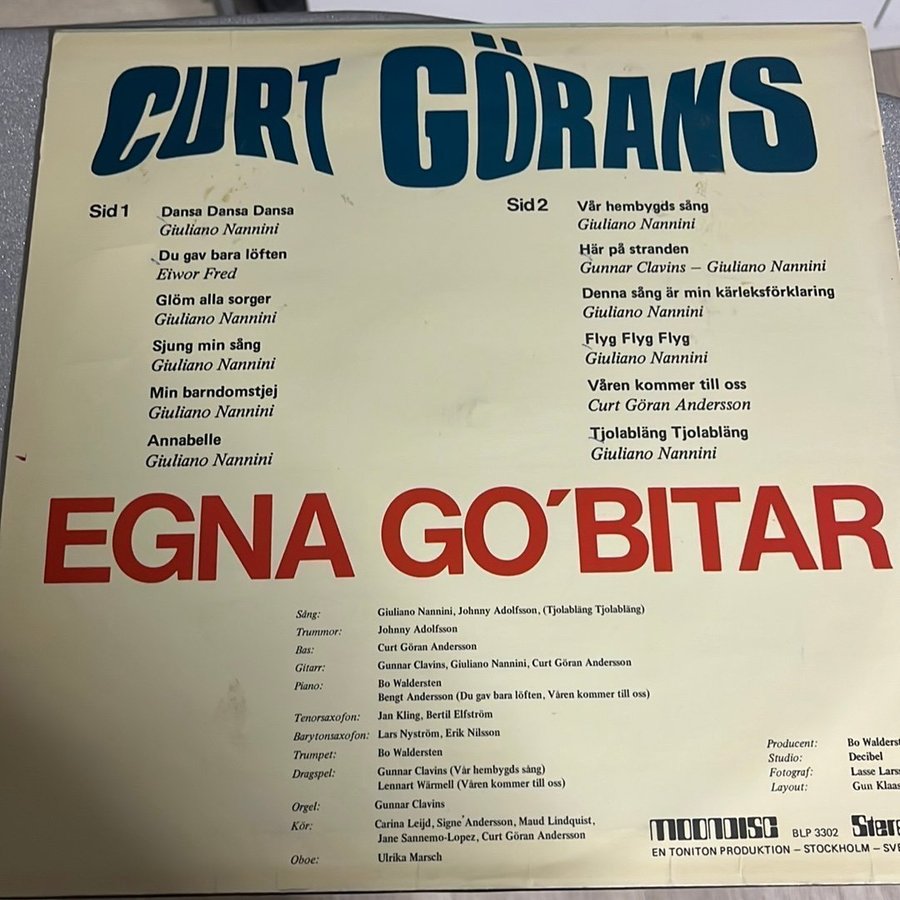 CURT GÖRANS
Sid 1
Dansa Dansa Dansa
Giuliano Nannini
Du gav bara löften
Eiwor Fred
Glöm alla sorger
Giuliano Nannini
Sjung min sång
Giuliano Nannini
Min barndomstjej
Giuliano Nannini
Annabelle
Giuliano Nannini
Sid 2
Vår hembygds sång
Giuliano Nannini
Här på stranden
Gunnar Clavins – Giuliano Nannini
Denna sång är min kärleksförklaring
Giuliano Nannini
Flyg Flyg Flyg
Giuliano Nannini
Våren kommer till oss
Curt Göran Andersson
Tjolabläng Tjolabläng
Giuliano Nannini
EGNA GO´BITAR
Sång: Giuliano Nannini, Johnny Adolfsson, (Tjolabläng Tjolabläng)
Trummor: Johnny Adolfsson
Bas: Curt Göran Andersson
Gitarr: Gunnar Clavins, Giuliano Nannini, Curt Göran Andersson
Piano: Bo Waldersten
Bengt Andersson (Du gav bara löften, Våren kommer till oss)
Tenorsaxofon: Jan Kling, Bertil Elfström
Barytonsaxofon: Lars Nyström, Erik Nilsson
Trumpet: Bo Waldersten
Dragspel: Gunnar Clavins (Vår hembygds sång)
Lennart Wärmell (Våren kommer till oss)
Orgel: Gunnar Clavins
Kör: Carina Leijd, Signe Andersson, Maud Lindquist,
Jane Sannemo-Lopez, Curt Göran Andersson
Oboe: Ulrika Marsch
Producent: Bo
Studio: Decibel
Fotograf: Lasse
Layout: Gun
MOONDISC BLP 3302
EN TONITON PRODUKTION – STOCKHOLM –